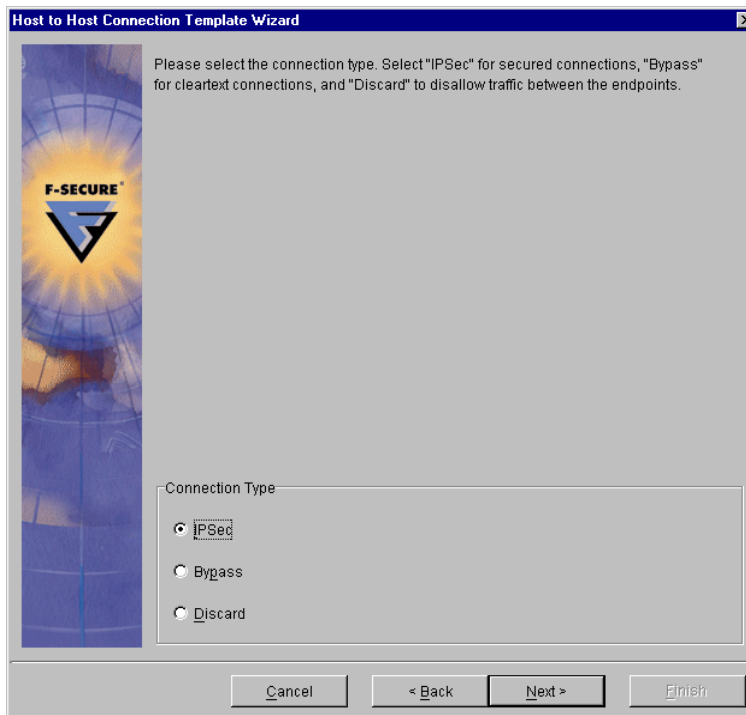 Host to Host Connection Template Wizard
Please select the connection type. Select "IPSec" for secured connections, "Bypass"
for cleartext connections, and "Discard" to disallow traffic between the endpoints.
F-SECURE®
Connection Type
IPSec
Bypass
Discard
Cancel
< Back
Next >
Finish